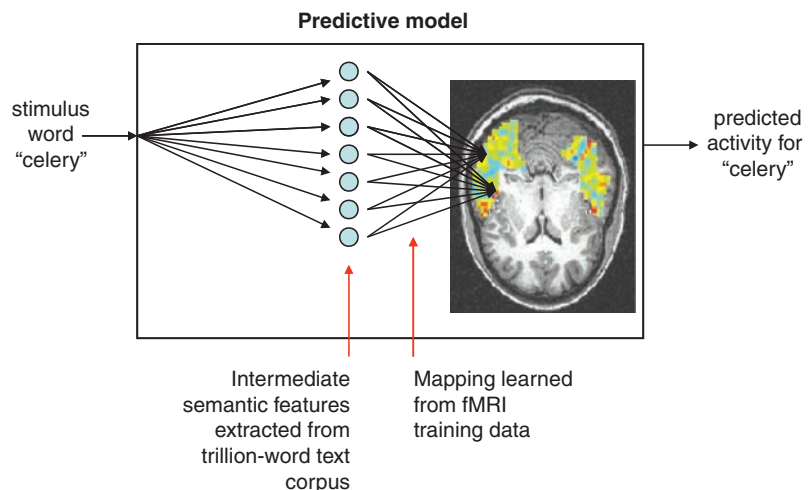 Predictive model
stimulus
word
“celery”
predicted
activity for
“celery”
Intermediate
semantic features
extracted from
trillion-word text
corpus
Mapping learned
from fMRI
training data